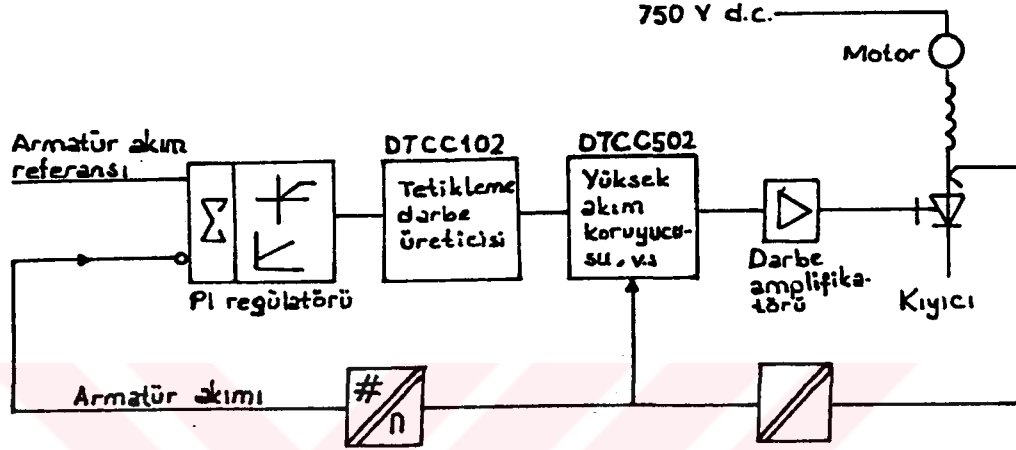 750 V d.c.
Motor
Armatür akım
referansı
DTCC102
DTCC502
Σ
Tetikleme
darbe
üreticisi
Yüksek
akım
koruyucu-
su.v.s
PI regülatörü
Darbe
amplifika-
törü
Kıyıcı
Armatür akımı
#
n